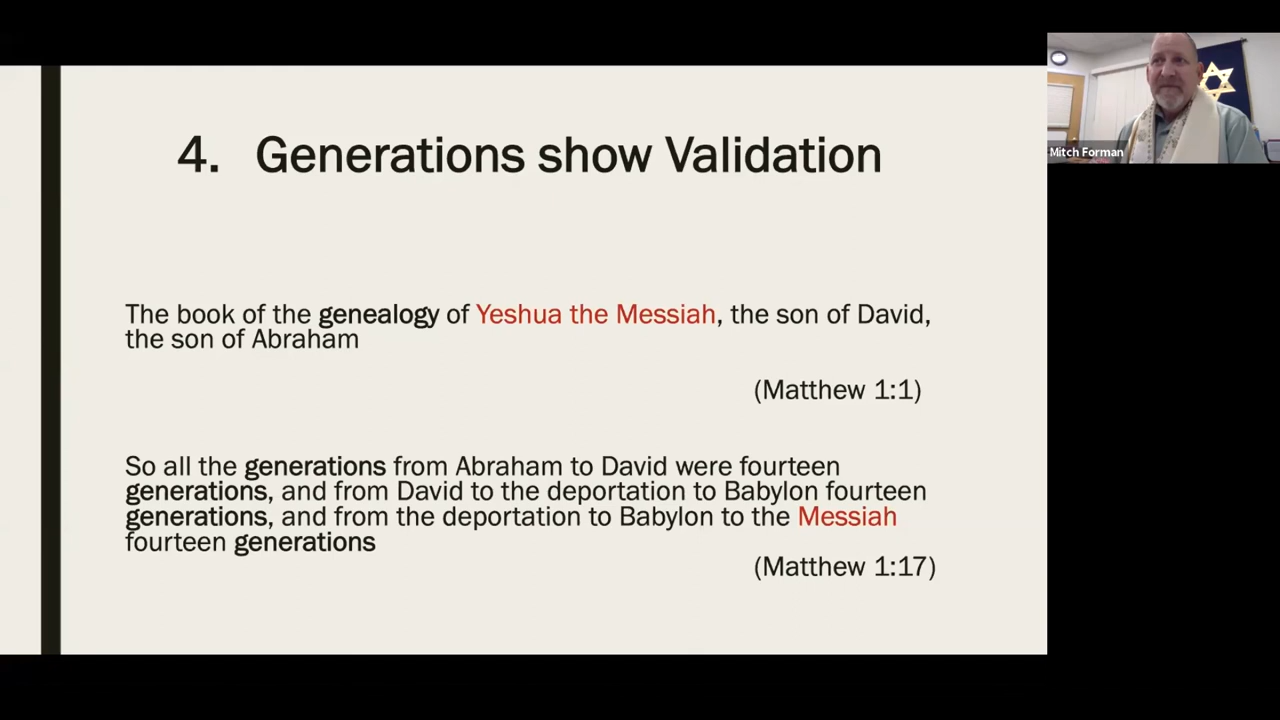 4. Generations show Validation
The book of the genealogy of Yeshua the Messiah, the son of David,
the son of Abraham
(Matthew 1:1)
So all the generations from Abraham to David were fourteen
generations, and from David to the deportation to Babylon fourteen
generations, and from the deportation to Babylon to the Messiah
fourteen generations
(Matthew 1:17)
Mitch Forman